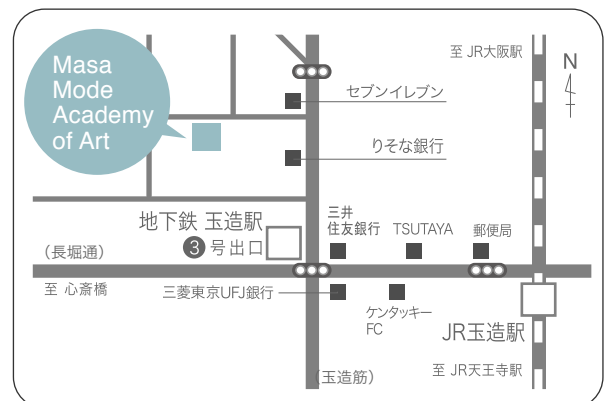 Masa
Mode
Academy
of Art
至 JR大阪駅
N
セブンイレブン
りそな銀行
地下鉄 玉造駅
3号出口
三井
住友銀行
TSUTAYA
郵便局
(長堀通)
至 心斎橋
三菱東京UFJ銀行
ケンタッキー
FC
JR玉造駅
(玉造筋)
至 JR天王寺駅